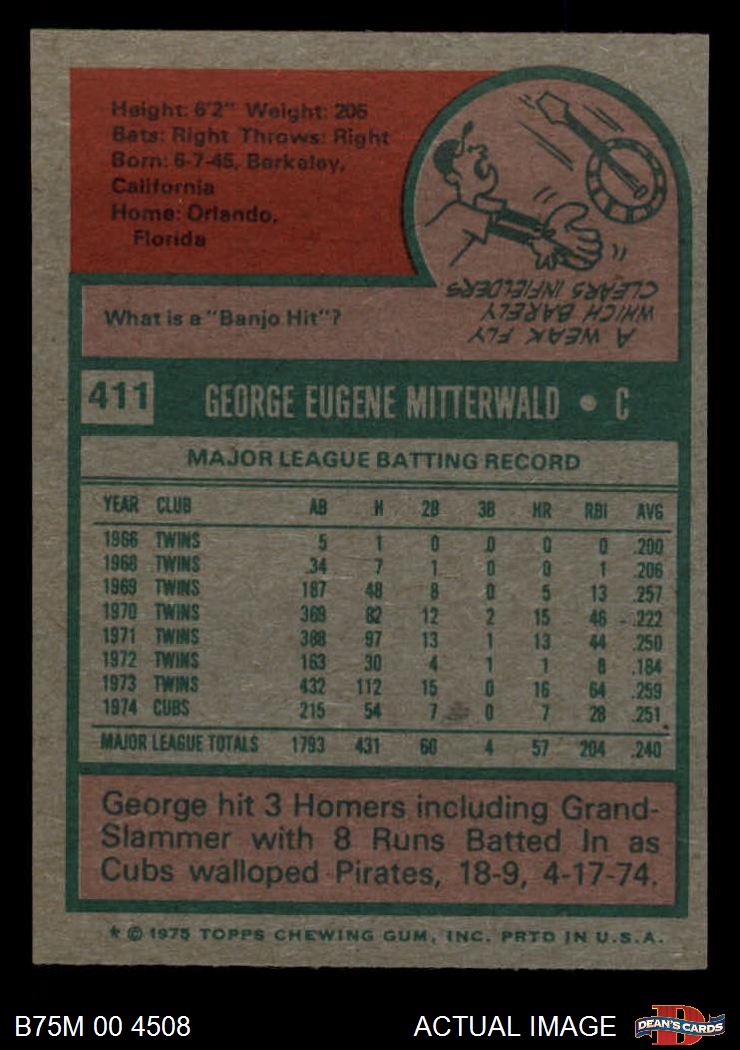 Height: 6'2" Weight: 205
Bats: Right Throws: Right
Born: 6-7-45, Berkeley,
California
Home: Orlando,
Florida
What is a "Banjo Hit"?
A WEAK FLY
WHICH BARELY
CLEARS INFIELDERS
411 GEORGE EUGENE MITTERWALD • C
MAJOR LEAGUE BATTING RECORD
YEAR CLUB AB H 2B 3B HR RBI AVG
1966 TWINS 5 1 0 0 0 0 .200
1968 TWINS 34 7 1 0 0 1 .206
1969 TWINS 187 48 8 0 5 13 .257
1970 TWINS 369 82 12 2 15 46 .222
1971 TWINS 388 97 13 1 13 44 .250
1972 TWINS 163 30 4 1 1 8 .184
1973 TWINS 432 112 15 0 16 64 .259
1974 CUBS 215 54 7 0 7 28 .251
MAJOR LEAGUE TOTALS 1793 431 60 4 57 204 .240
George hit 3 Homers including Grand-
Slammer with 8 Runs Batted In as
Cubs walloped Pirates, 18-9, 4-17-74.
* © 1975 TOPPS CHEWING GUM, INC. PRTD IN U.S.A.
B75M 00 4508 ACTUAL IMAGE DEAN'S CARDS